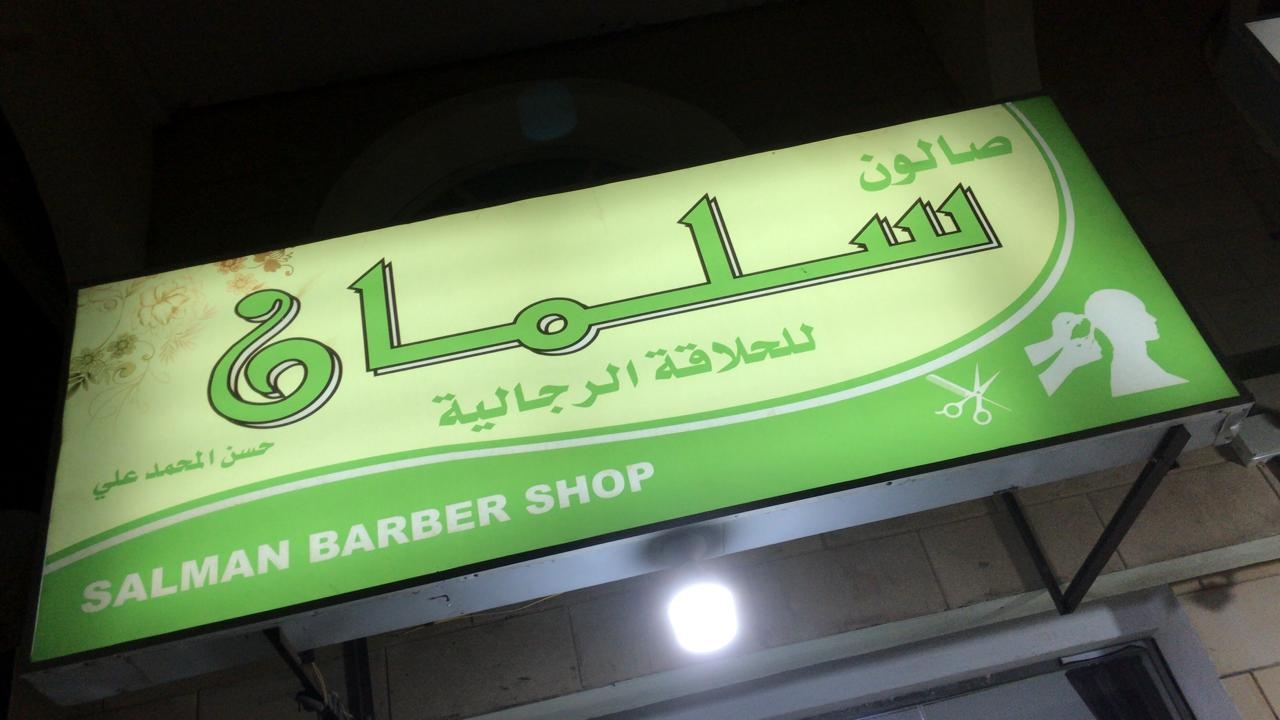 صالون
سلمان
للحلاقة الرجالية
حسن المحمد علي
SALMAN BARBER SHOP